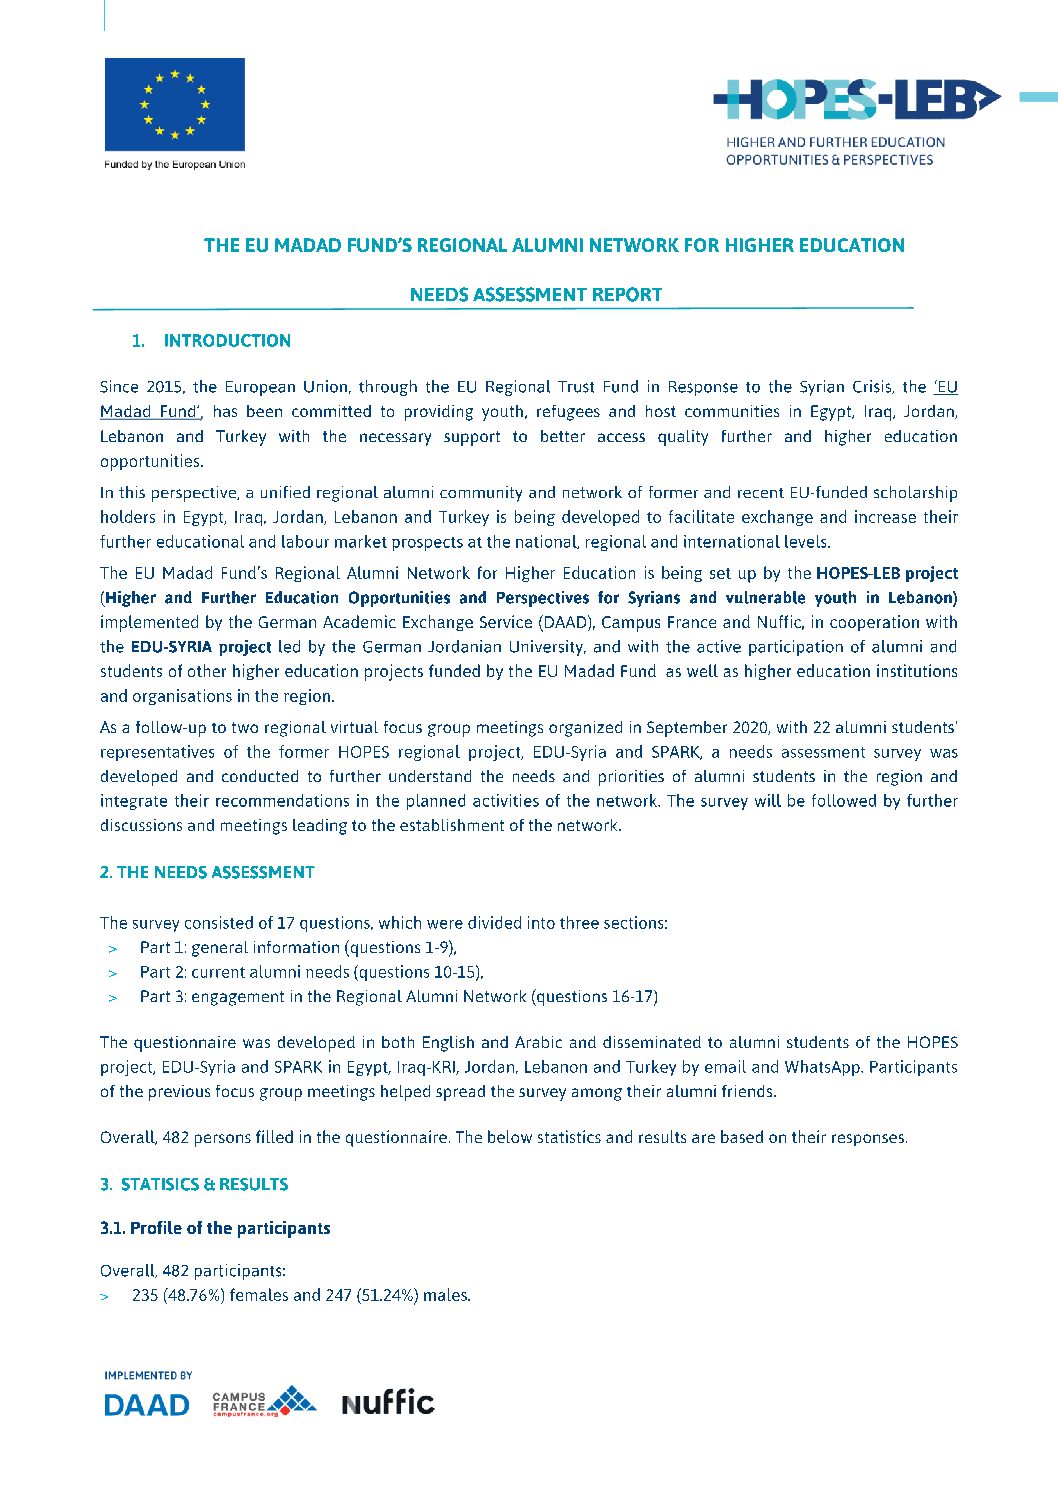 Funded by the European Union
HOPES-LEB
HIGHER AND FURTHER EDUCATION
OPPORTUNITIES & PERSPECTIVES
THE EU MADAD FUND’S REGIONAL ALUMNI NETWORK FOR HIGHER EDUCATION
NEEDS ASSESSMENT REPORT
1. INTRODUCTION
Since 2015, the European Union, through the EU Regional Trust Fund in Response to the Syrian Crisis, the ‘EU
Madad Fund’, has been committed to providing youth, refugees and host communities in Egypt, Iraq, Jordan,
Lebanon and Turkey with the necessary support to better access quality further and higher education
opportunities.
In this perspective, a unified regional alumni community and network of former and recent EU-funded scholarship
holders in Egypt, Iraq, Jordan, Lebanon and Turkey is being developed to facilitate exchange and increase their
further educational and labour market prospects at the national, regional and international levels.
The EU Madad Fund’s Regional Alumni Network for Higher Education is being set up by the HOPES-LEB project
(Higher and Further Education Opportunities and Perspectives for Syrians and vulnerable youth in Lebanon)
implemented by the German Academic Exchange Service (DAAD), Campus France and Nuffic, in cooperation with
the EDU-SYRIA project led by the German Jordanian University, and with the active participation of alumni and
students of other higher education projects funded by the EU Madad Fund as well as higher education institutions
and organisations in the region.
As a follow-up to two regional virtual focus group meetings organized in September 2020, with 22 alumni students’
representatives of the former HOPES regional project, EDU-Syria and SPARK, a needs assessment survey was
developed and conducted to further understand the needs and priorities of alumni students in the region and
integrate their recommendations in the planned activities of the network. The survey will be followed by further
discussions and meetings leading to the establishment of the network.
2. THE NEEDS ASSESSMENT
The survey consisted of 17 questions, which were divided into three sections:
> Part 1: general information (questions 1-9),
> Part 2: current alumni needs (questions 10-15),
> Part 3: engagement in the Regional Alumni Network (questions 16-17)
The questionnaire was developed in both English and Arabic and disseminated to alumni students of the HOPES
project, EDU-Syria and SPARK in Egypt, Iraq-KRI, Jordan, Lebanon and Turkey by email and WhatsApp. Participants
of the previous focus group meetings helped spread the survey among their alumni friends.
Overall, 482 persons filled in the questionnaire. The below statistics and results are based on their responses.
3. STATISICS & RESULTS
3.1. Profile of the participants
Overall, 482 participants:
> 235 (48.76%) females and 247 (51.24%) males.
IMPLEMENTED BY
DAAD
CAMPUS
FRANCE
campusfrance.org
Nuffic